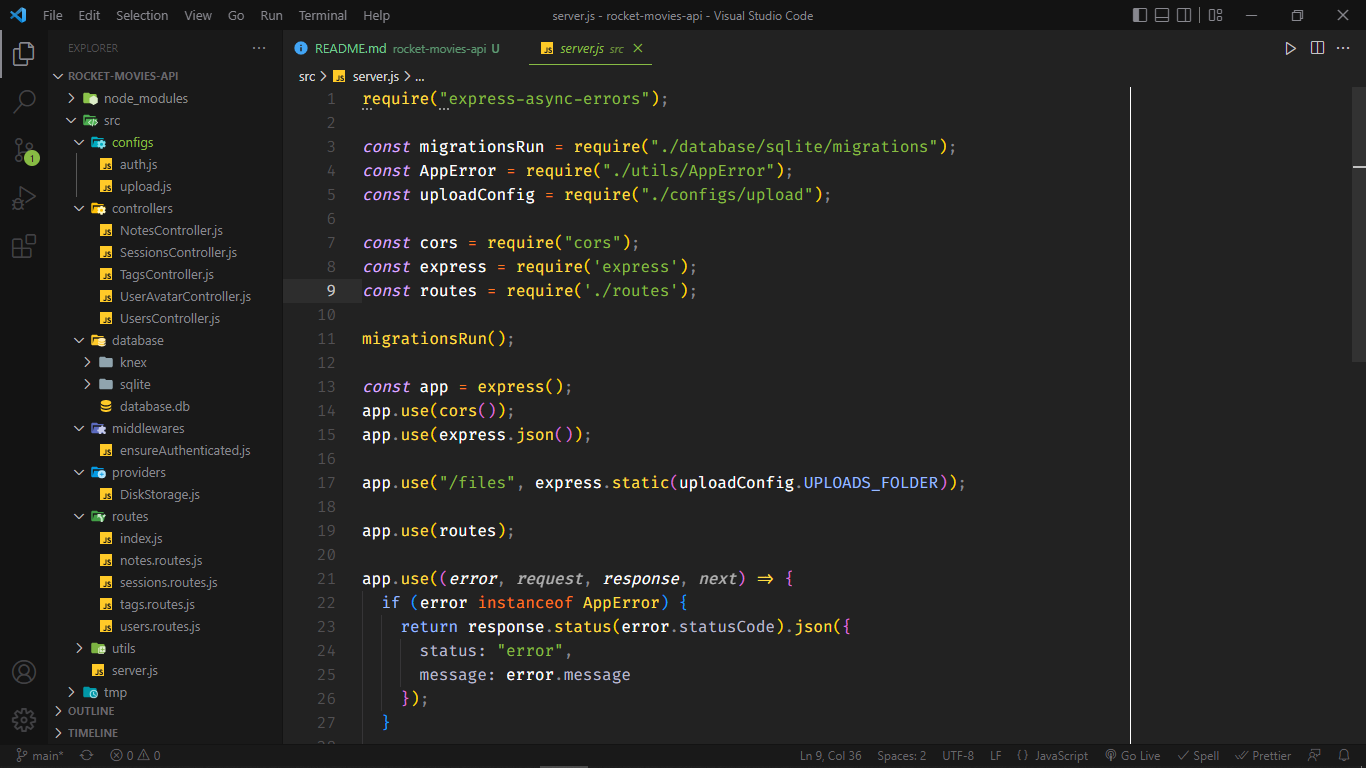 File Edit Selection View Go Run Terminal Help
server.js - rocket-movies-api - Visual Studio Code
EXPLORER
ROCKET-MOVIES-API
node_modules
src
configs
auth.js
upload.js
controllers
NotesController.js
SessionsController.js
TagsController.js
UserAvatarController.js
UsersController.js
database
knex
sqlite
database.db
middlewares
ensureAuthenticated.js
providers
DiskStorage.js
routes
index.js
notes.routes.js
sessions.routes.js
tags.routes.js
users.routes.js
utils
JS server.js
tmp
OUTLINE
TIMELINE
1
README.md rocket-movies-api U
JS server.js src
src > JS server.js > ...
1 require("express-async-errors");
2
3 const migrationsRun = require("./database/sqlite/migrations");
4 const AppError = require("./utils/AppError");
5 const uploadConfig = require("./configs/upload");
6
7 const cors = require("cors");
8 const express = require('express');
9 const routes = require('./routes');
10
11 migrationsRun();
12
13 const app = express();
14 app.use(cors());
15 app.use(express.json());
16
17 app.use("/files", express.static(uploadConfig.UPLOADS_FOLDER));
18
19 app.use(routes);
20
21 app.use((error, request, response, next) => {
22 if (error instanceof AppError) {
23 return response.status(error.statusCode).json({
24 status: "error",
25 message: error.message
26 });
27 }
main* 0 0
Ln 9, Col 36 Spaces: 2 UTF-8 LF {} JavaScript Go Live Spell Prettier